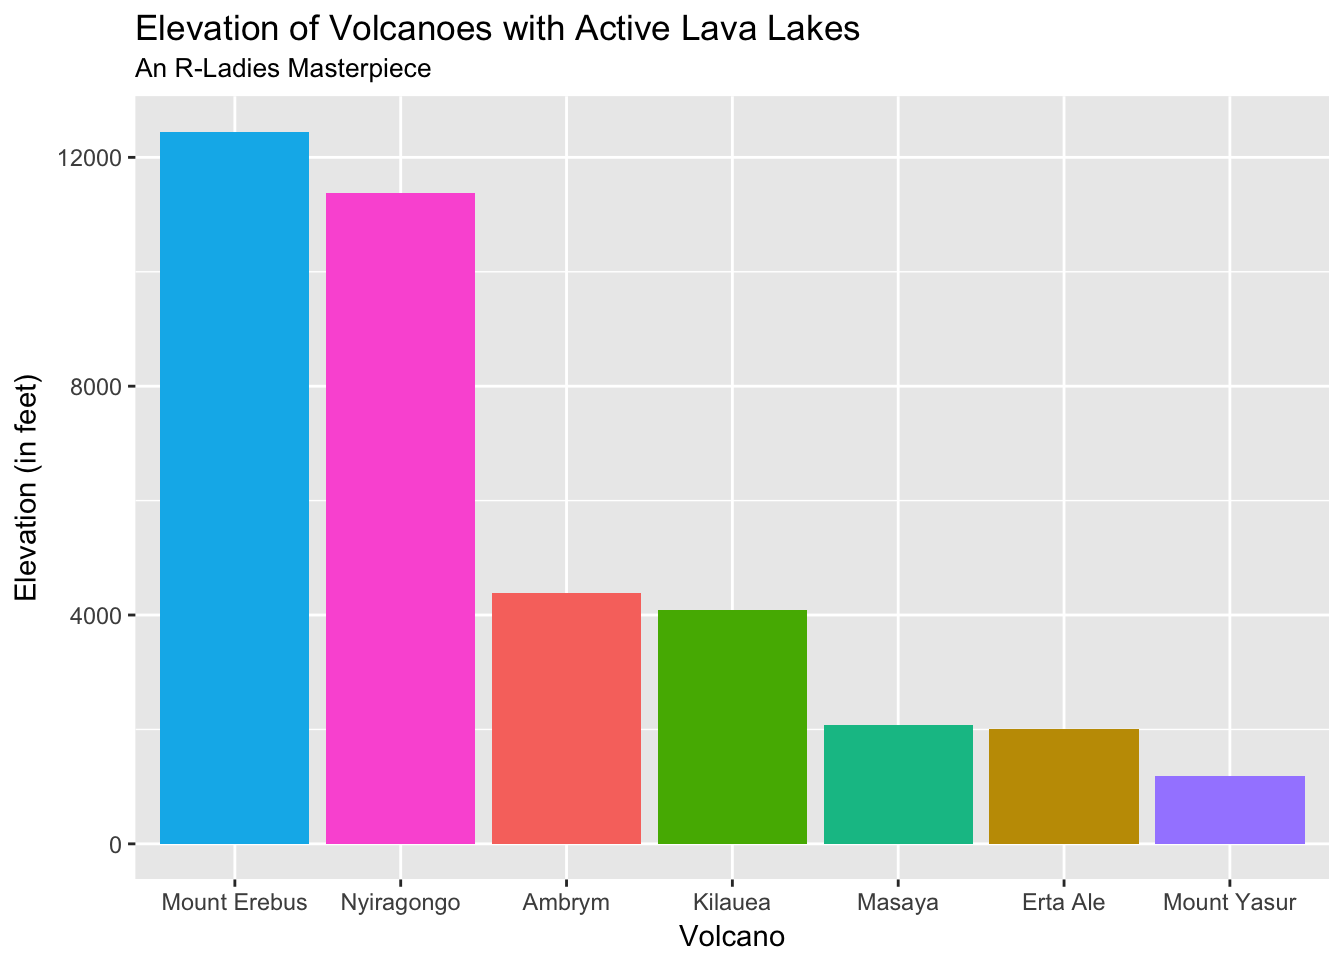 Elevation of Volcanoes with Active Lava Lakes
An R-Ladies Masterpiece
Elevation (in feet)
12000
8000
4000
0
Mount Erebus Nyiragongo Ambrym Kilauea Masaya Erta Ale Mount Yasur
Volcano